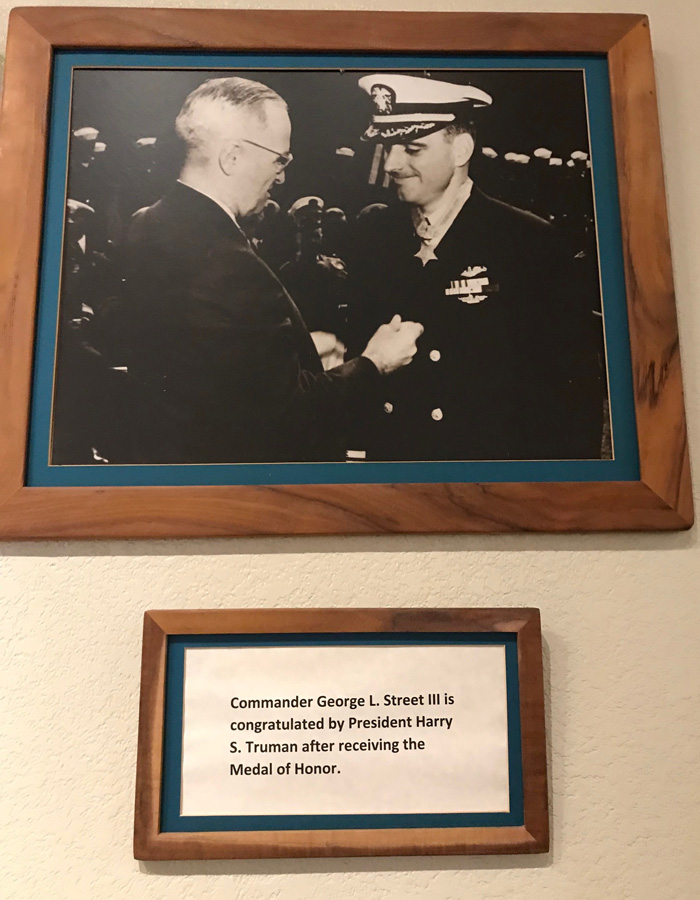 Commander George L. Street III is
congratulated by President Harry
S. Truman after receiving the
Medal of Honor.